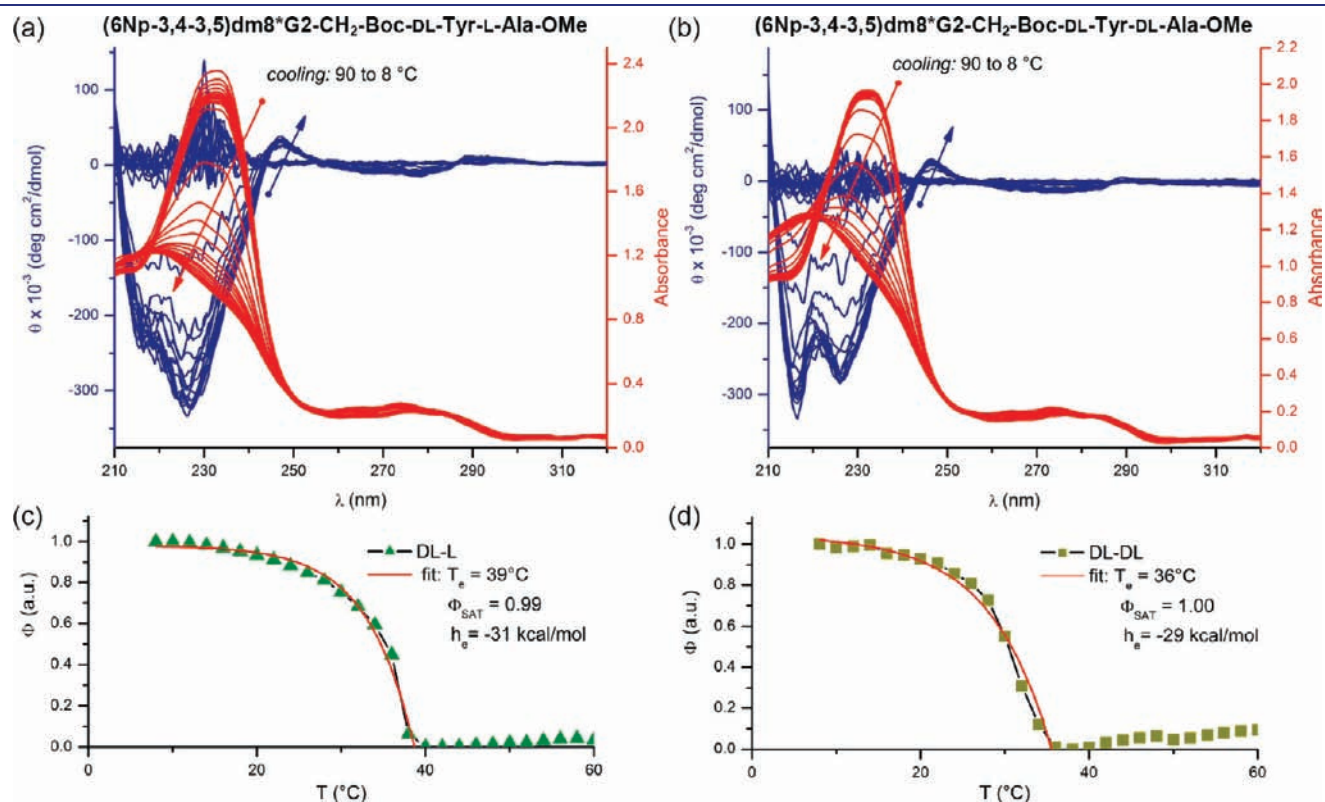 (a) (6Np-3,4-3,5)dm8*G2-CH₂-Boc-DL-Tyr-L-Ala-OMe
cooling: 90 to 8 °C
θ x 10⁻³ (deg cm²/dmol)
100
0
-100
-200
-300
Absorbance
2.4
2.1
1.8
1.6
1.2
0.8
0.4
0.0
210 230 250 270 290 310
λ (nm)
(b) (6Np-3,4-3,5)dm8*G2-CH₂-Boc-DL-Tyr-DL-Ala-OMe
cooling: 90 to 8 °C
θ x 10⁻³ (deg cm²/dmol)
100
0
-100
-200
-300
Absorbance
2.2
2.0
1.8
1.6
1.4
1.2
1.0
0.8
0.6
0.4
0.2
0.0
210 230 250 270 290 310
λ (nm)
(c)
Φ (a.u.)
1.0
0.8
0.6
0.4
0.2
0.0
DL-L
fit: Tₑ = 39°C
Φ_SAT = 0.99
hₑ = -31 kcal/mol
0 20 40 60
T (°C)
(d)
Φ (a.u.)
1.0
0.8
0.6
0.4
0.2
0.0
DL-DL
fit: Tₑ = 36°C
Φ_SAT = 1.00
hₑ = -29 kcal/mol
0 20 40 60
T (°C)